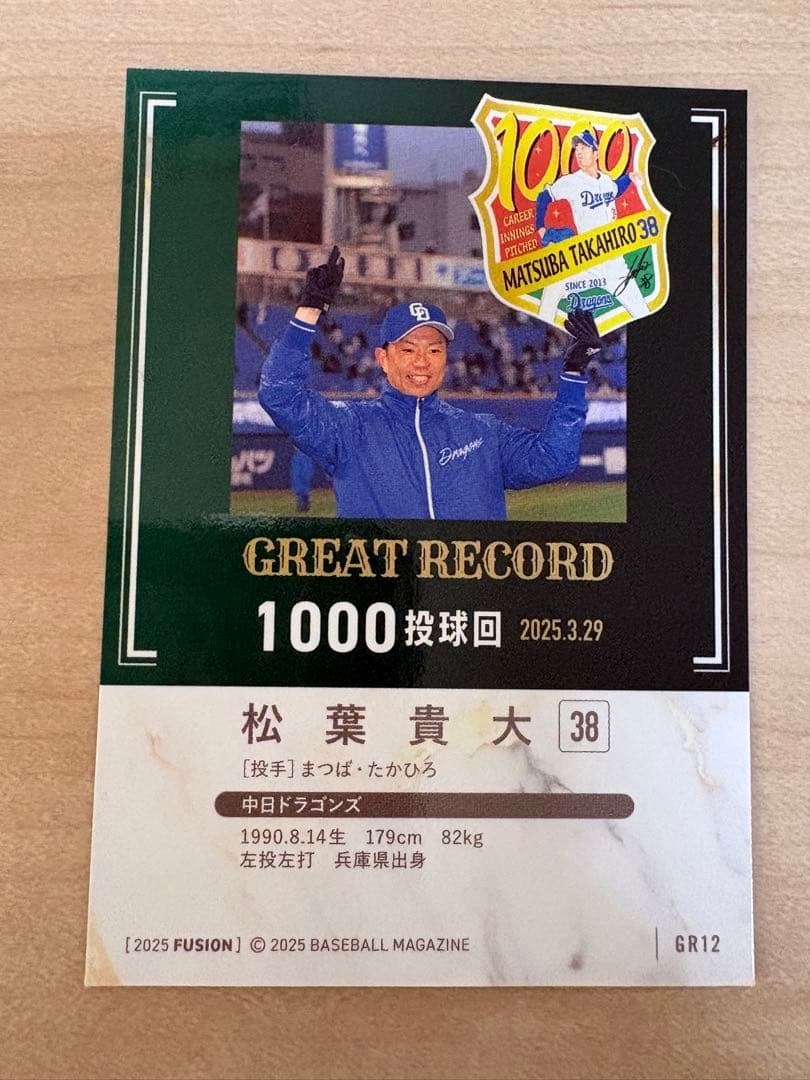 1000
CAREER
INNINGS
PITCHED
Dragons
MATSUBA TAKAHIRO 38
SINCE 2013
Dragons
CD
Dragons
GREAT RECORD
1000投球回 2025.3.29
松葉貴大 38
[投手]まつば・たかひろ
中日ドラゴンズ
1990.8.14生 179cm 82kg
左投左打 兵庫県出身
[2025 FUSION] © 2025 BASEBALL MAGAZINE GR12